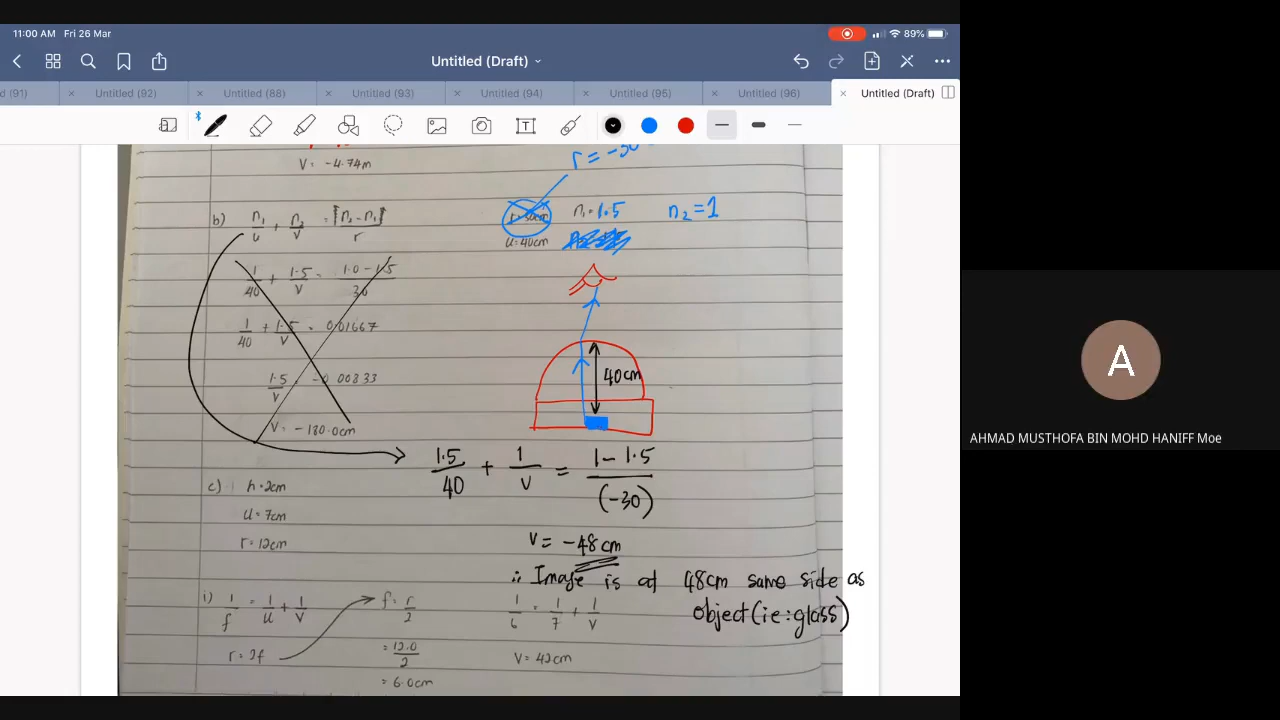 11:00 AM Fri 26 Mar
89%
Untitled (Draft)
d (91)
Untitled (92)
Untitled (88)
Untitled (93)
Untitled (94)
Untitled (95)
Untitled (96)
Untitled (Draft)
V = -4.74m
r = -30
b) n₁/u + n₂/v = |n₂-n₁|/r
n₁ = 1.5 n₂ = 1
u = 40cm
1/40 + 1.5/v = 1.0 - 1.5/30
1/40 + 1.5/v = 0.01667
1.5/v = -0.00833
V = -180.0cm
40cm
1.5/40 + 1/v = 1 - 1.5/(-30)
c) h = 2cm
u = 7cm
r = 12cm
V = -48cm
∴ Image is at 48cm same side as
object (ie: glass)
i) 1/f = 1/u + 1/v
f = r/2
1/6 = 1/7 + 1/v
r = 2f
= 12.0/2
V = 42cm
= 6.0cm
A
AHMAD MUSTHOFA BIN MOHD HANIFF Moe